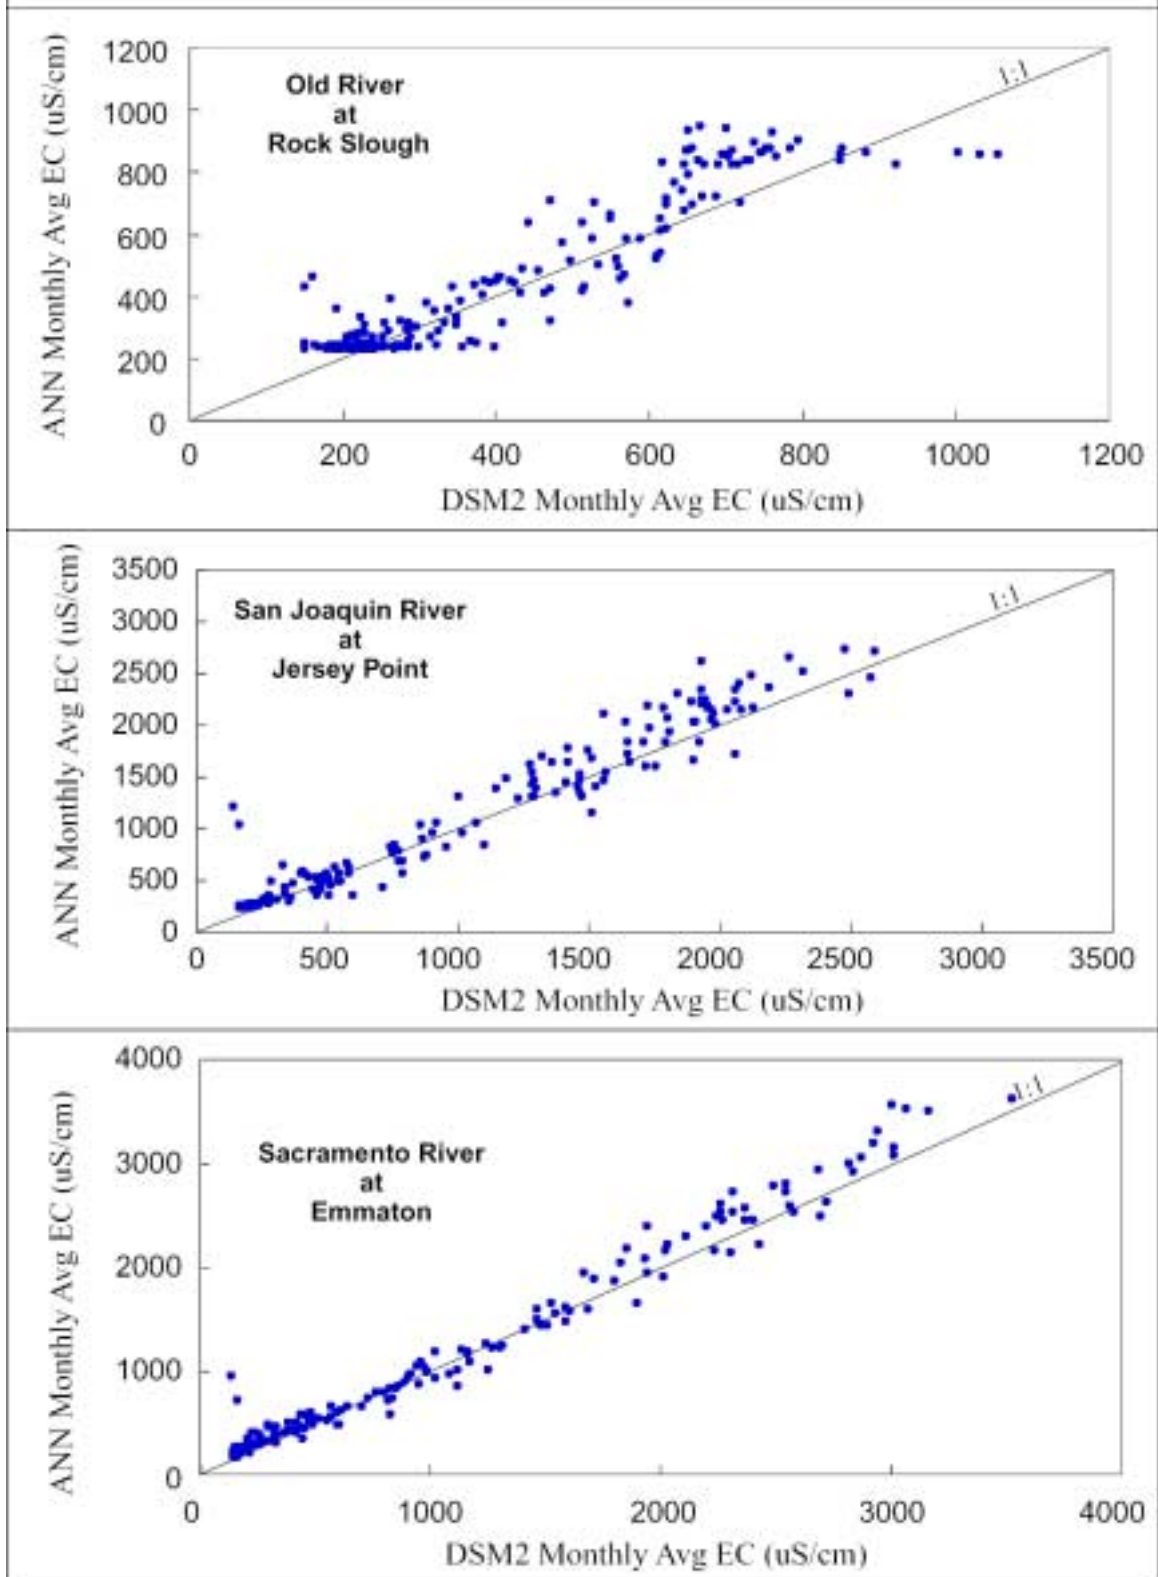 ANN Monthly Avg EC (uS/cm)
1200
1000
800
600
400
200
0
Old River
at
Rock Slough
1:1
0 200 400 600 800 1000 1200
DSM2 Monthly Avg EC (uS/cm)
ANN Monthly Avg EC (uS/cm)
3500
3000
2500
2000
1500
1000
500
0
San Joaquin River
at
Jersey Point
1:1
0 500 1000 1500 2000 2500 3000 3500
DSM2 Monthly Avg EC (uS/cm)
ANN Monthly Avg EC (uS/cm)
4000
3000
2000
1000
0
Sacramento River
at
Emmaton
1:1
0 1000 2000 3000 4000
DSM2 Monthly Avg EC (uS/cm)